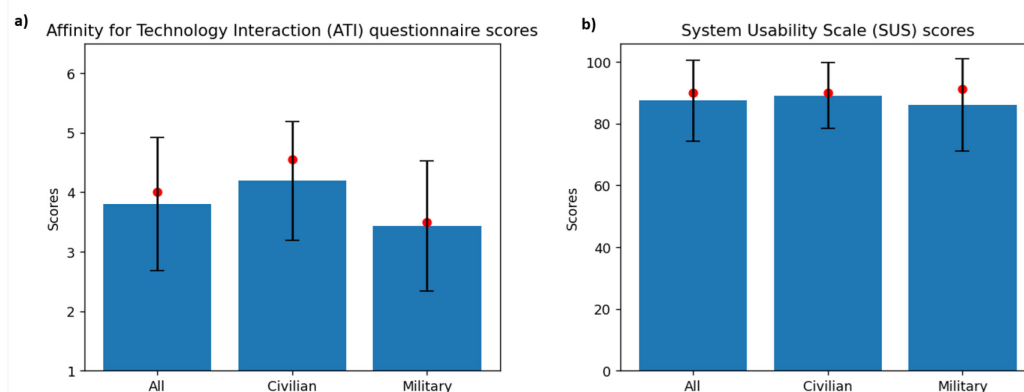 a)
Affinity for Technology Interaction (ATI) questionnaire scores
6
5
4
3
2
1
Scores
All Civilian Military
b)
System Usability Scale (SUS) scores
100
80
60
40
20
0
Scores
All Civilian Military